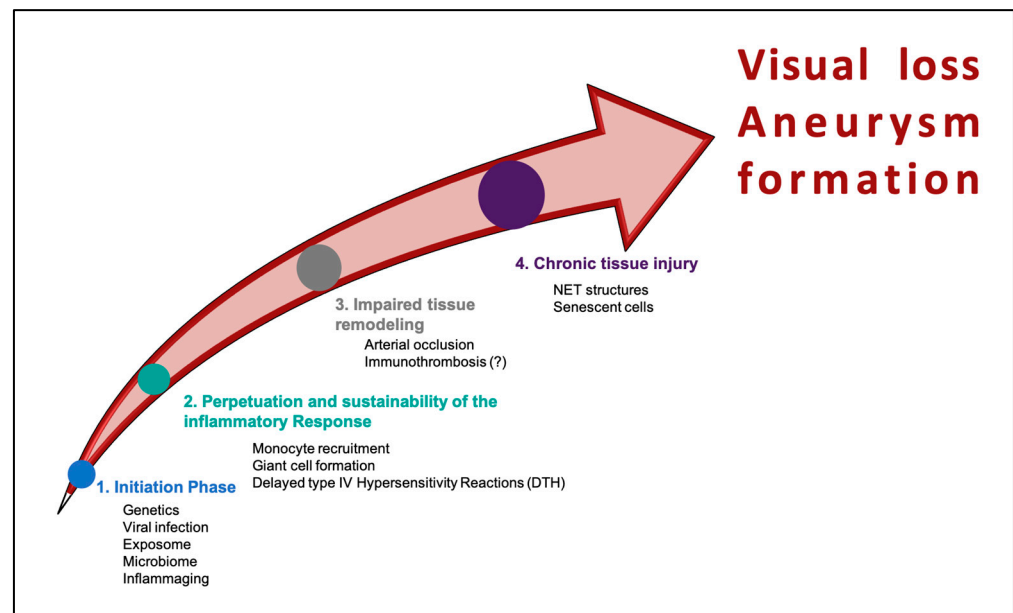 Visual loss
Aneurysm
formation
4. Chronic tissue injury
NET structures
Senescent cells
3. Impaired tissue
remodeling
Arterial occlusion
Immunothrombosis (?)
2. Perpetuation and sustainability of the
inflammatory Response
Monocyte recruitment
Giant cell formation
Delayed type IV Hypersensitivity Reactions (DTH)
1. Initiation Phase
Genetics
Viral infection
Exposome
Microbiome
Inflammaging